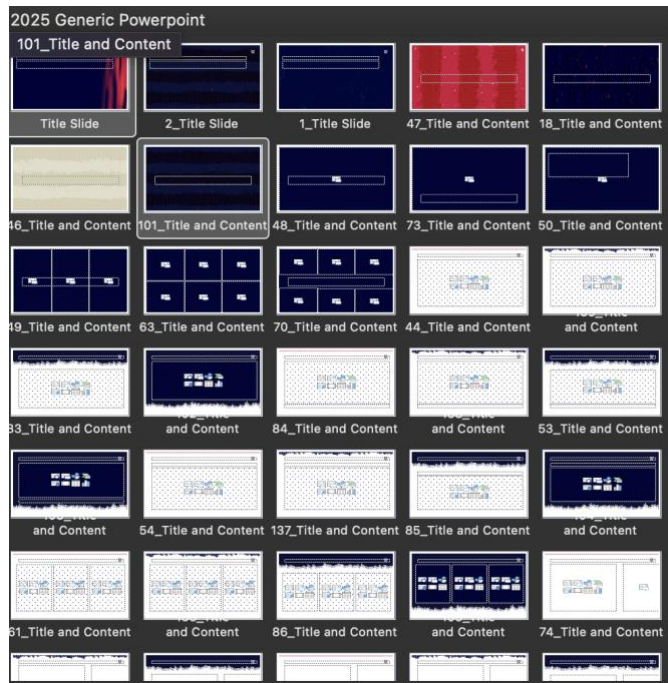 2025 Generic Powerpoint
101_Title and Content
Title Slide
2_Title Slide
1_Title Slide
47_Title and Content
18_Title and Content
46_Title and Content
101_Title and Content
48_Title and Content
73_Title and Content
50_Title and Content
49_Title and Content
63_Title and Content
70_Title and Content
44_Title and Content
and Content
83_Title and Content
and Content
84_Title and Content
and Content
53_Title and Content
and Content
54_Title and Content
137_Title and Content
85_Title and Content
and Content
61_Title and Content
and Content
86_Title and Content
and Content
74_Title and Content